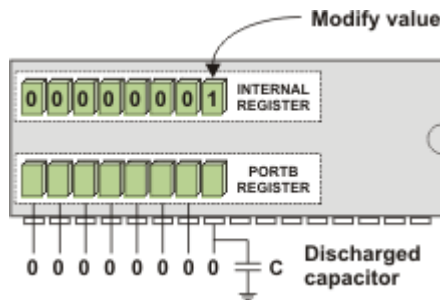 Modify value
0 0 0 0 0 0 0 1
INTERNAL
REGISTER
PORTB
REGISTER
0 0 0 0 0 0 0 0
C
Discharged
capacitor